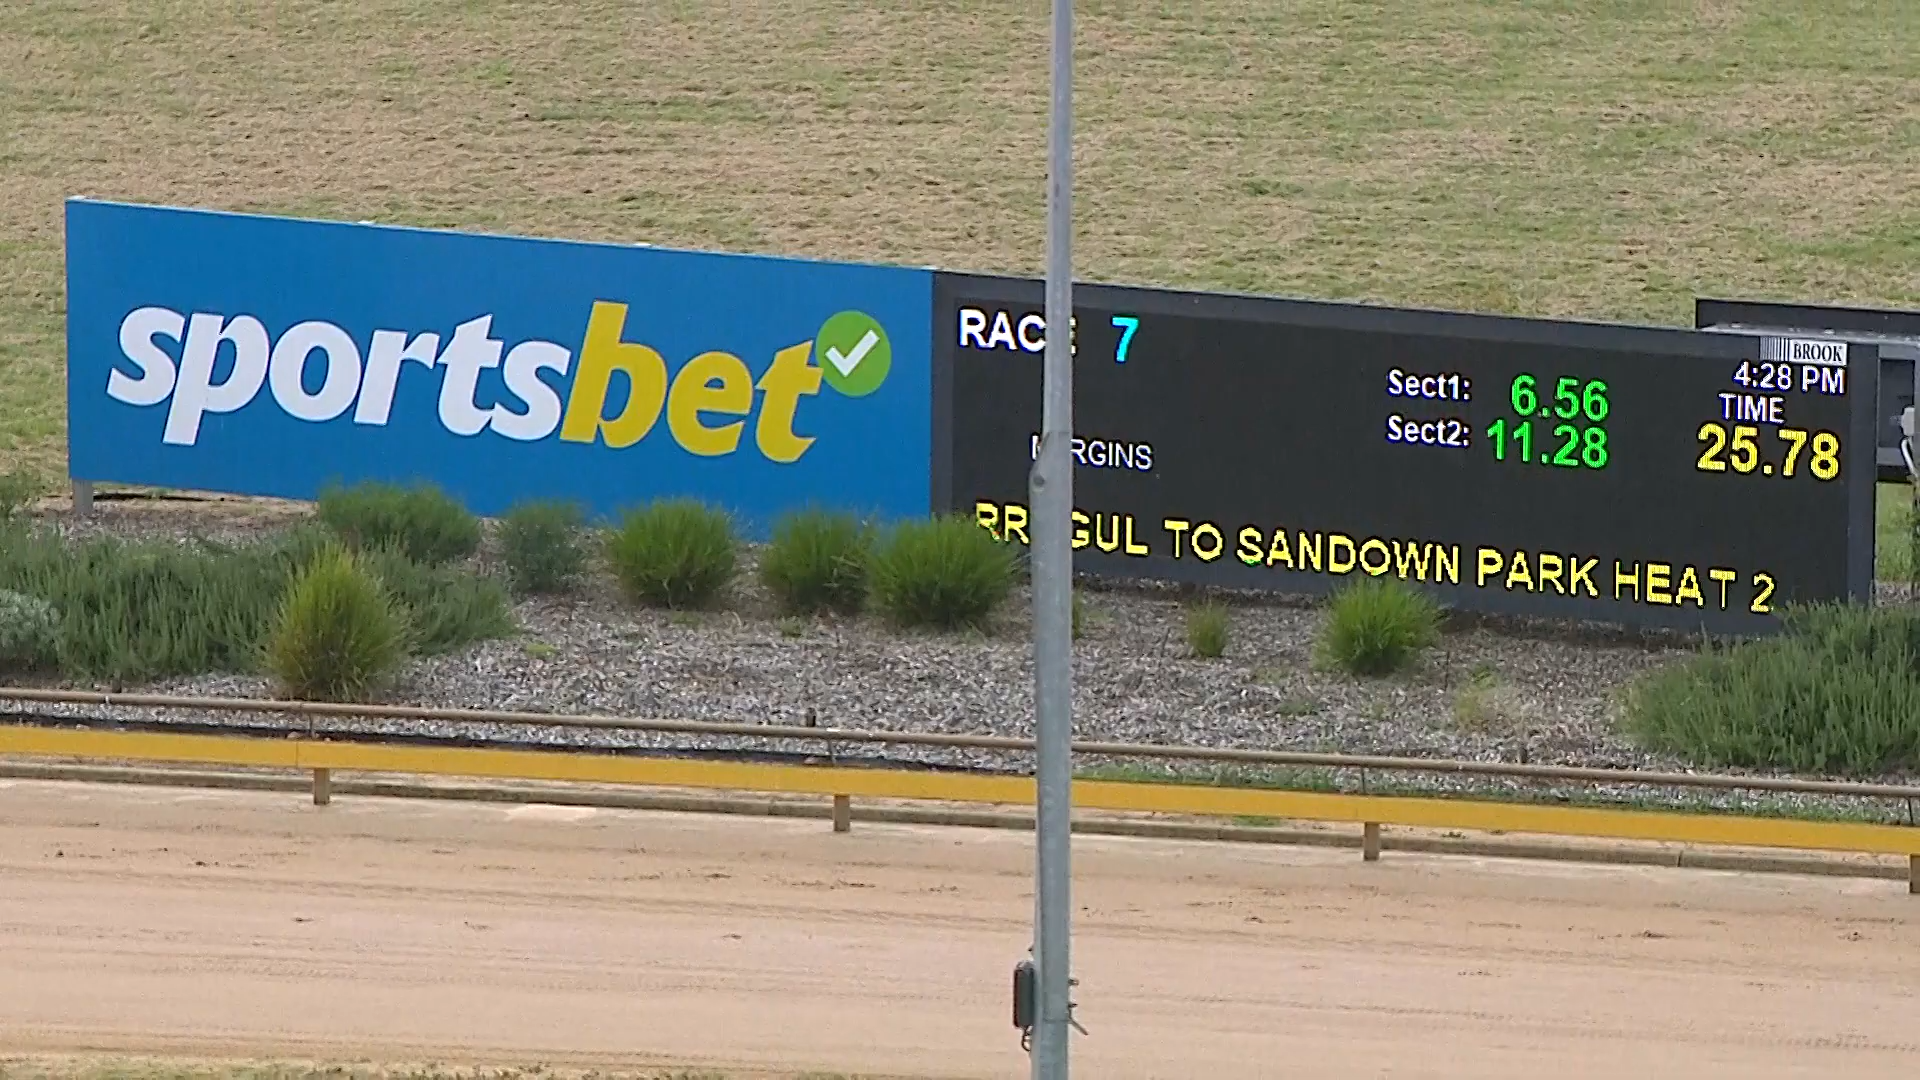 sportsbet
RACE 7
BROOK
4:28 PM
Sect1: 6.56
TIME
Sect2: 11.28
25.78
MARGINS
TO SANDOWN PARK HEAT 2